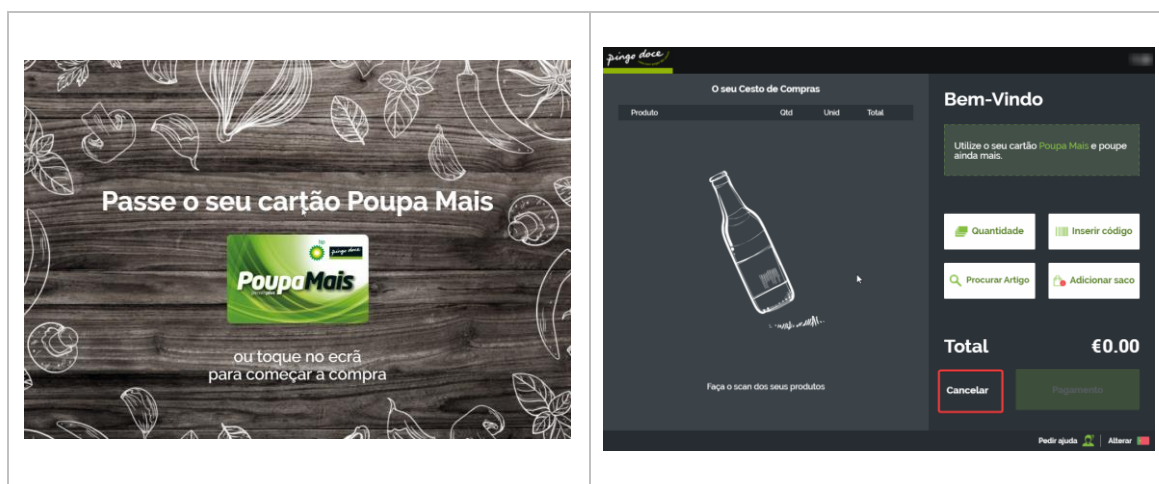 Passe o seu cartão Poupa Mais
bp
pingo doce
PoupaMais
ou toque no ecrã
para começar a compra
pingo doce
O seu Cesto de Compras
Produto Qtd Unid Total
Faça o scan dos seus produtos
Bem-Vindo
Utilize o seu cartão Poupa Mais e poupe
ainda mais.
Quantidade
Inserir código
Procurar Artigo
Adicionar saco
Total €0.00
Cancelar
Pagamento
Pedir ajuda
Alterar